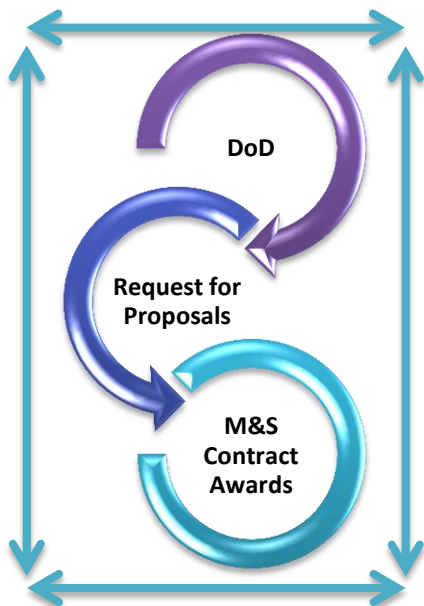 DoD
Request for
Proposals
M&S
Contract
Awards